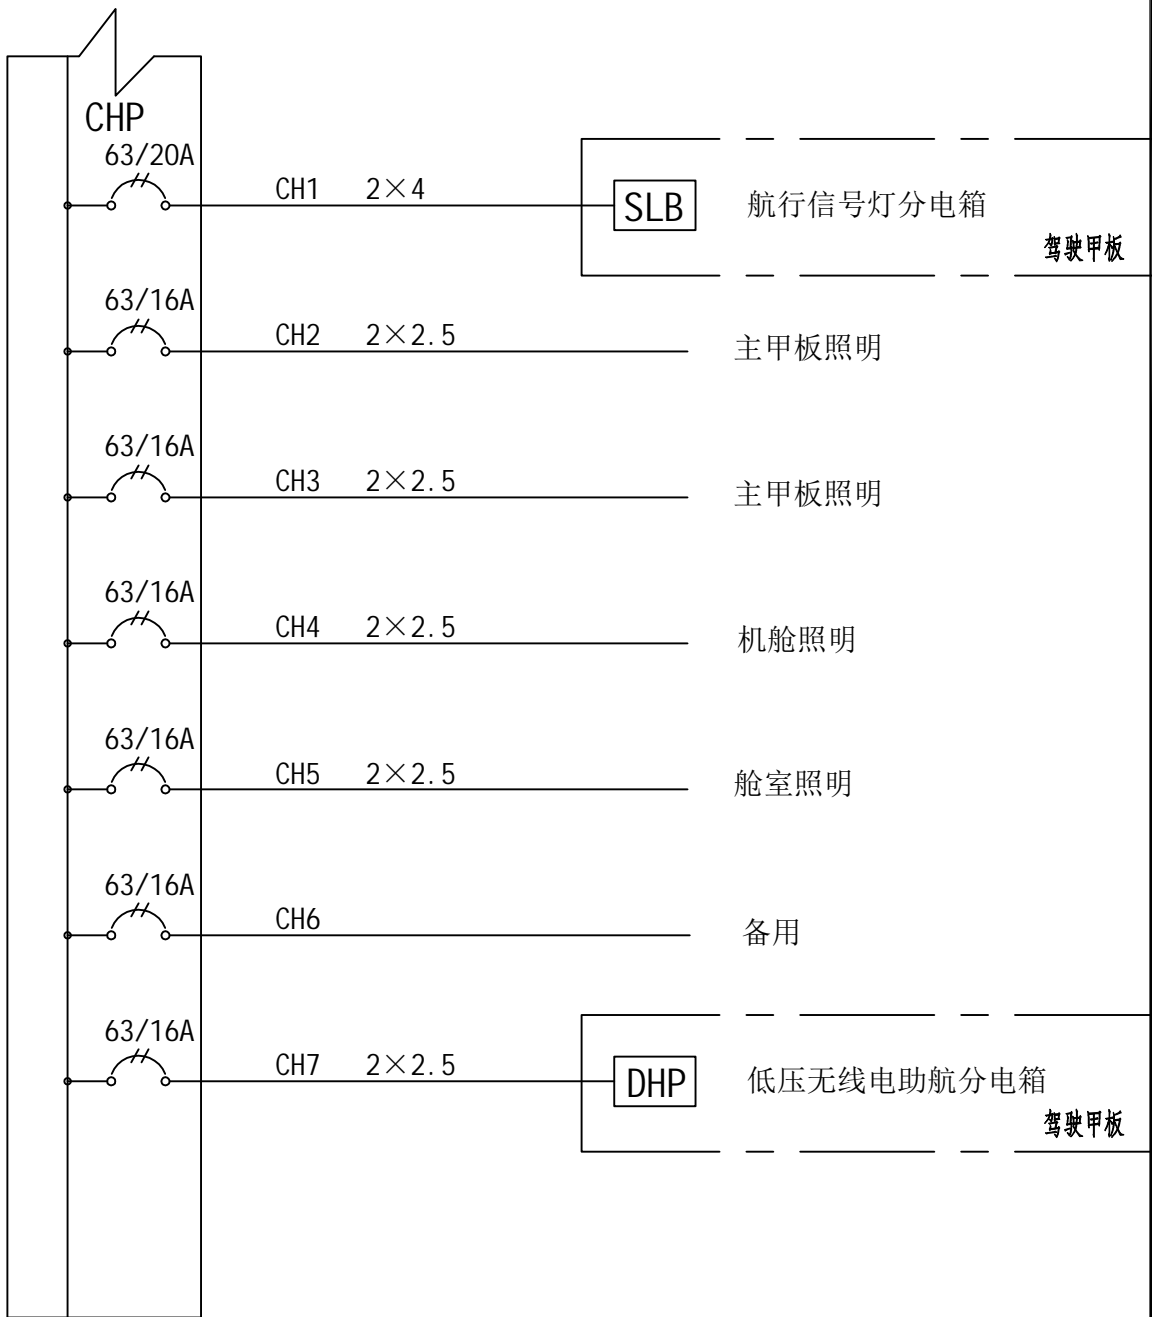 CHP
63/20A
CH1 2×4
SLB 航行信号灯分电箱
驾驶甲板
63/16A
CH2 2×2.5 主甲板照明
63/16A
CH3 2×2.5 主甲板照明
63/16A
CH4 2×2.5 机舱照明
63/16A
CH5 2×2.5 舱室照明
63/16A
CH6 备用
63/16A
CH7 2×2.5
DHP 低压无线电助航分电箱
驾驶甲板